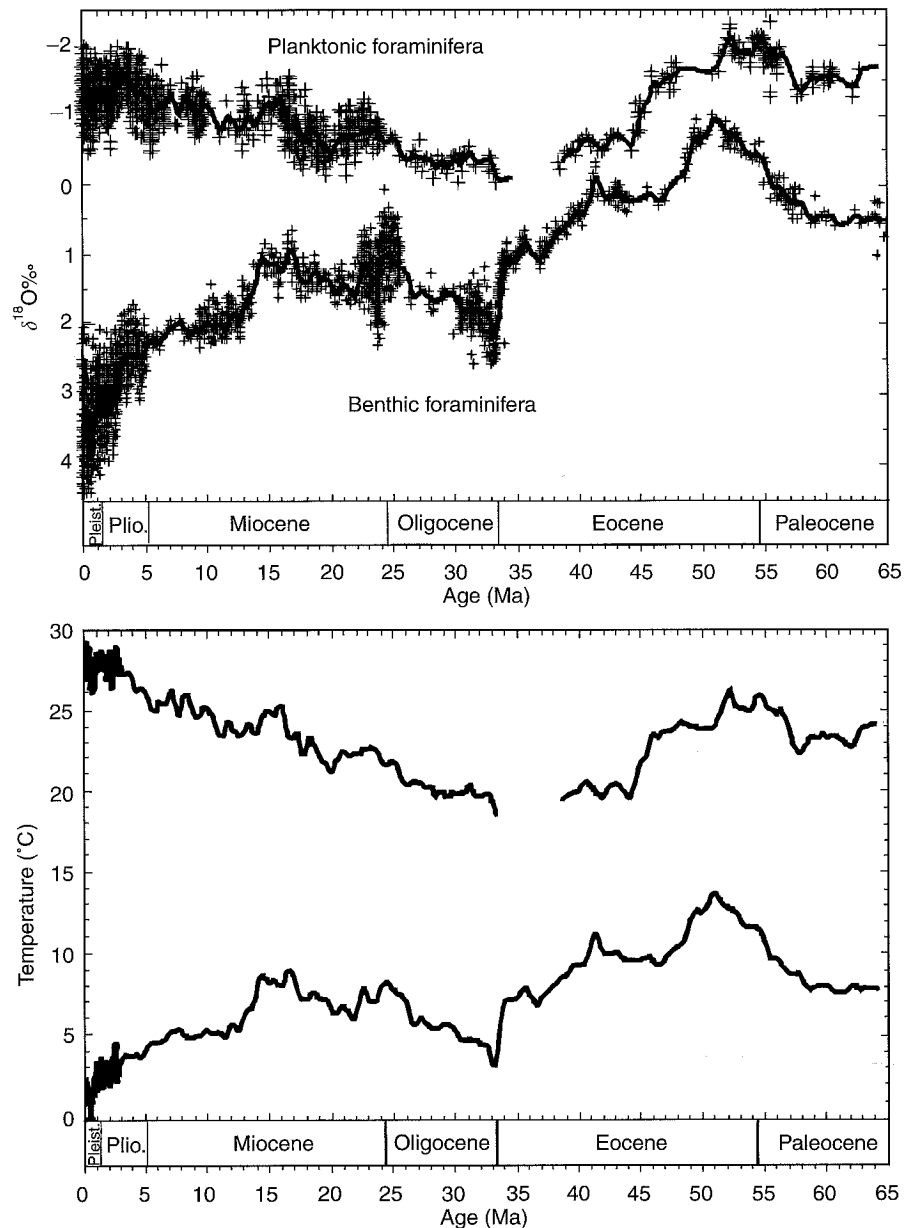 −2
Planktonic foraminifera
−1
0
1
2
3
4
δ¹⁸O‰
Benthic foraminifera
Pleist.
Plio.
Miocene
Oligocene
Eocene
Paleocene
0 5 10 15 20 25 30 35 40 45 50 55 60 65
Age (Ma)
30
25
20
15
10
5
0
Temperature (˚C)
Pleist.
Plio.
Miocene
Oligocene
Eocene
Paleocene
0 5 10 15 20 23 33 35 40 45 50 55 60 65
Age (Ma)